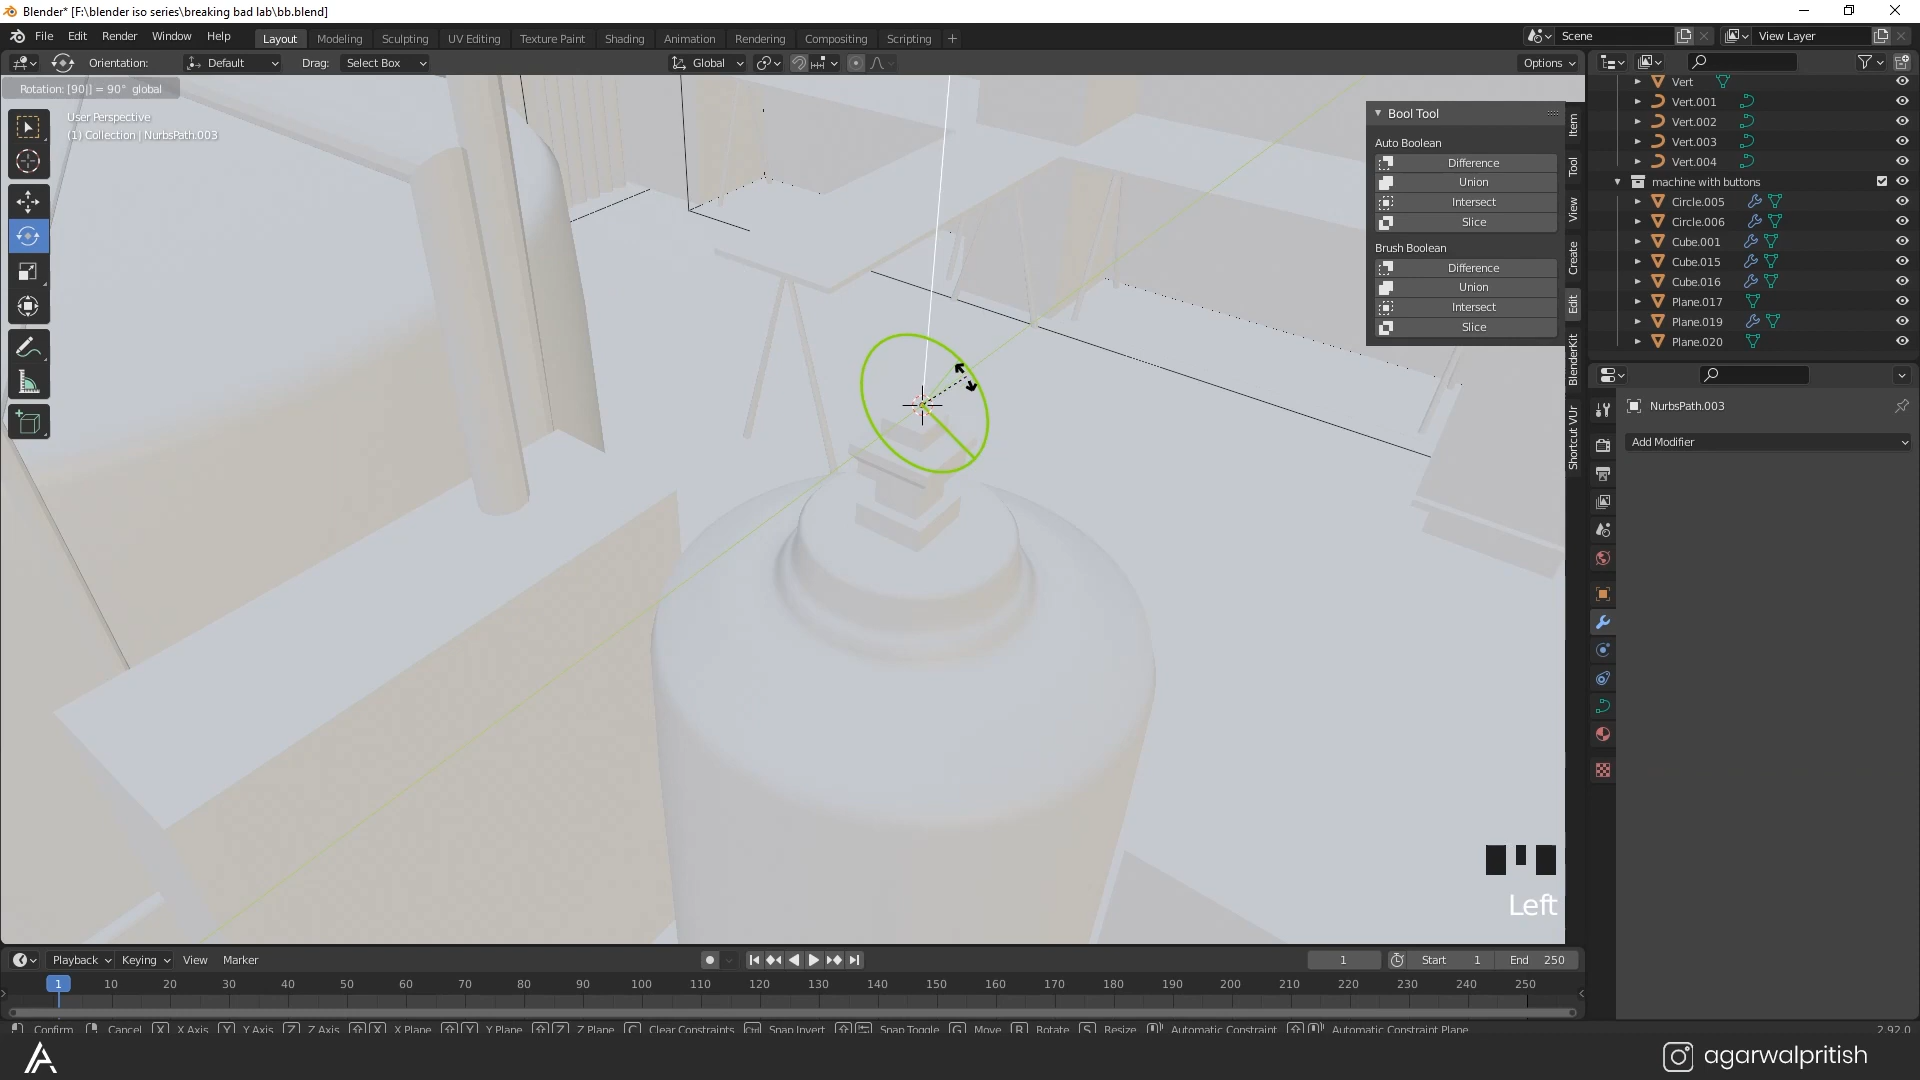 Blender* [F:\blender iso series\breaking bad lab\bb.blend]
File Edit Render Window Help
Layout Modeling Sculpting UV Editing Texture Paint Shading Animation Rendering Compositing Scripting
Scene
View Layer
Orientation: Default Drag: Select Box
Global
Options
Rotation: [90|] = 90° global
User Perspective
(1) Collection | NurbsPath.003
Bool Tool
Auto Boolean
Difference
Union
Intersect
Slice
Brush Boolean
Difference
Union
Intersect
Slice
Item
Tool
View
Create
Edit
BlenderKit
Shortcut VUr
Vert
Vert.001
Vert.002
Vert.003
Vert.004
machine with buttons
Circle.005
Circle.006
Cube.001
Cube.015
Cube.016
Plane.017
Plane.019
Plane.020
NurbsPath.003
Add Modifier
Left
Playback Keying View Marker
1
Start 1
End 250
1 10 20 30 40 50 60 70 80 90 100 110 120 130 140 150 160 170 180 190 200 210 220 230 240 250
Confirm Cancel X X Axis Y Y Axis Z Z Axis X X Plane Y Y Plane Z Z Plane C Clear Constraints Ctrl Snap Invert Snap Toggle G Move R Rotate S Resize Automatic Constraint Automatic Constraint Plane
2.92.0
agarwalpritish